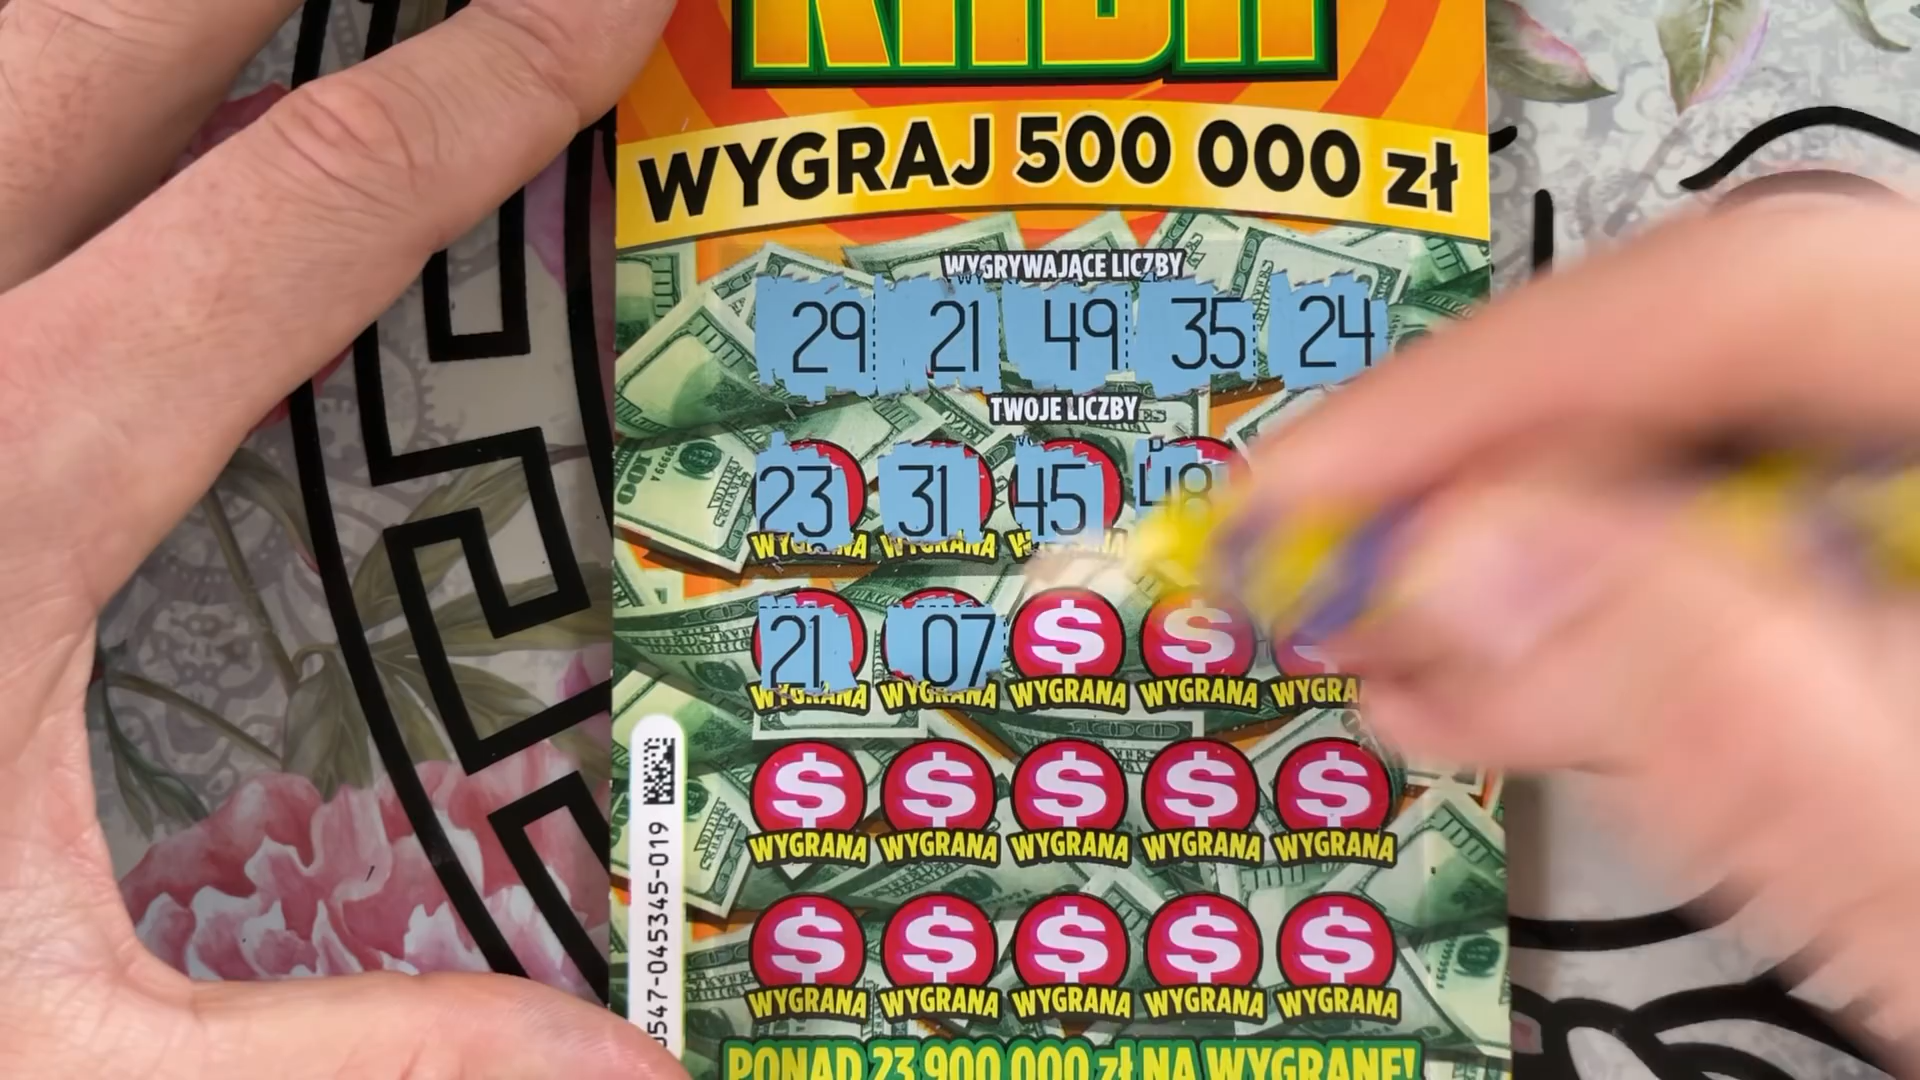 WYGRAJ 500 000 zł
WYGRYWAJĄCE LICZBY
29 21 49 35 24
TWOJE LICZBY
23 31 45 48
WYGRANA WYGRANA WYGRANA
21 07 $ $
WYGRANA WYGRANA WYGRANA WYGRANA WYGRA
$ $ $ $ $
WYGRANA WYGRANA WYGRANA WYGRANA WYGRANA
$ $ $ $ $
WYGRANA WYGRANA WYGRANA WYGRANA WYGRANA
0547-045345-019
PONAD 23 900 000 zł NA WYGRANE!